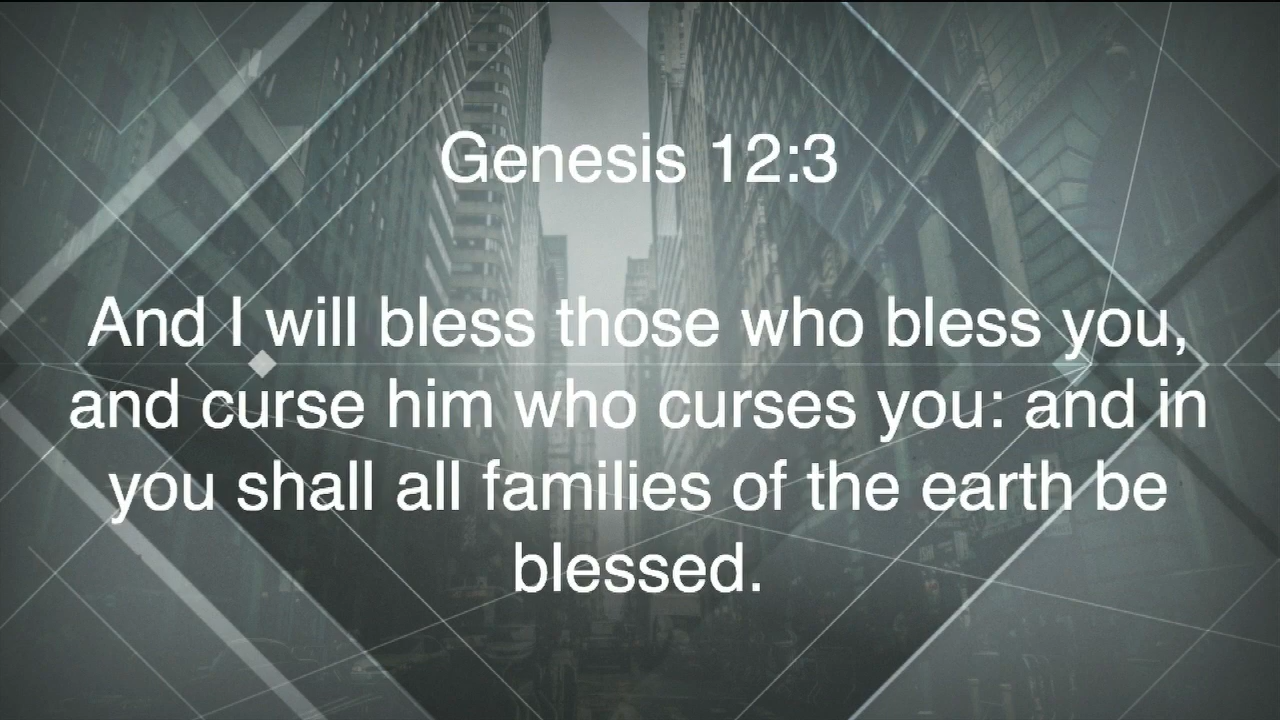 Genesis 12:3
And I will bless those who bless you,
and curse him who curses you: and in
you shall all families of the earth be
blessed.